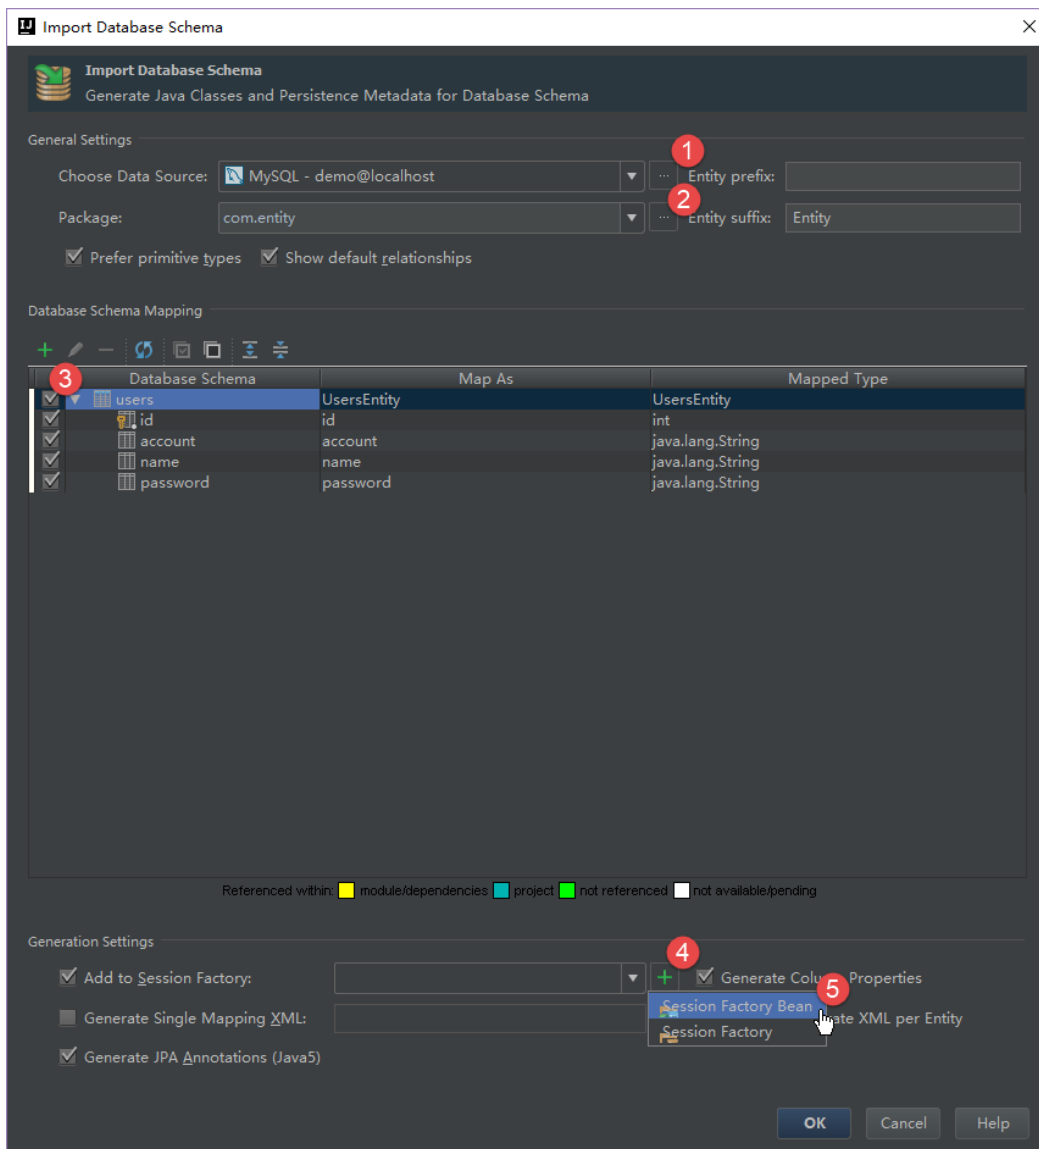 Import Database Schema
Import Database Schema
Generate Java Classes and Persistence Metadata for Database Schema
General Settings
1
Choose Data Source: MySQL - demo@localhost ... Entity prefix:
2
Package: com.entity ... Entity suffix: Entity
Prefer primitive types Show default relationships
Database Schema Mapping
3
Database Schema Map As Mapped Type
users UsersEntity UsersEntity
id id int
account account java.lang.String
name name java.lang.String
password password java.lang.String
Referenced within: module/dependencies project not referenced not available/pending
Generation Settings
4
Add to Session Factory: Generate Colu Properties
5
Session Factory Bean
Generate Single Mapping XML: ate XML per Entity
Session Factory
Generate JPA Annotations (Java5)
OK Cancel Help